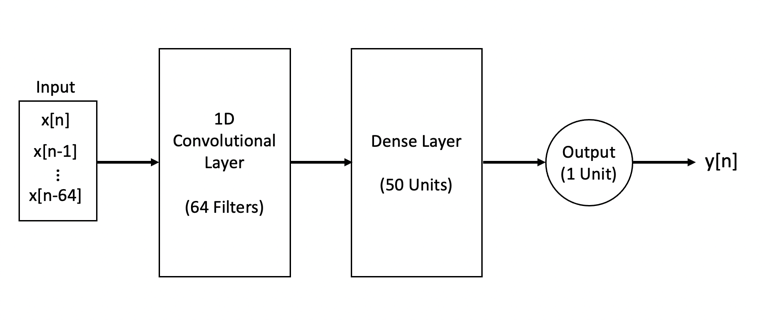 Input
x[n]
x[n-1]
⋮
x[n-64]
1D
Convolutional
Layer
(64 Filters)
Dense Layer
(50 Units)
Output
(1 Unit)
y[n]